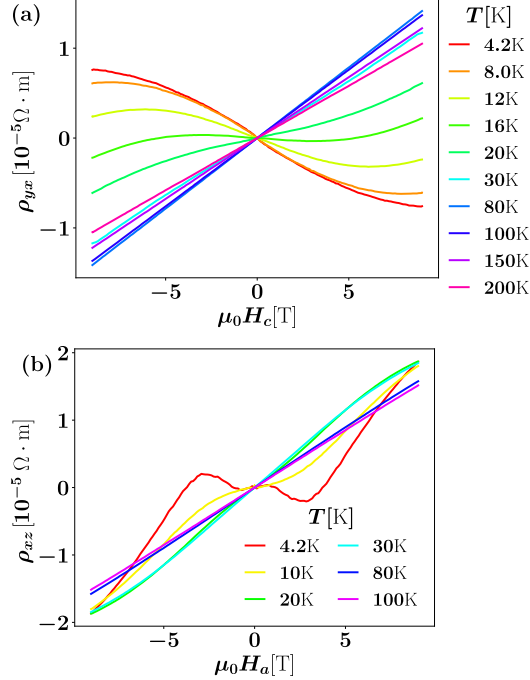 (a)
1
0
−1
ρyx[10−5Ω · m]
−5
0
5
μ0Hc[T]
T[K]
4.2K
8.0K
12K
16K
20K
30K
80K
100K
150K
200K
(b)
2
1
0
−1
−2
ρxz[10−5 Ω · m]
−5
0
5
μ0Ha[T]
T[K]
4.2K
30K
10K
80K
20K
100K